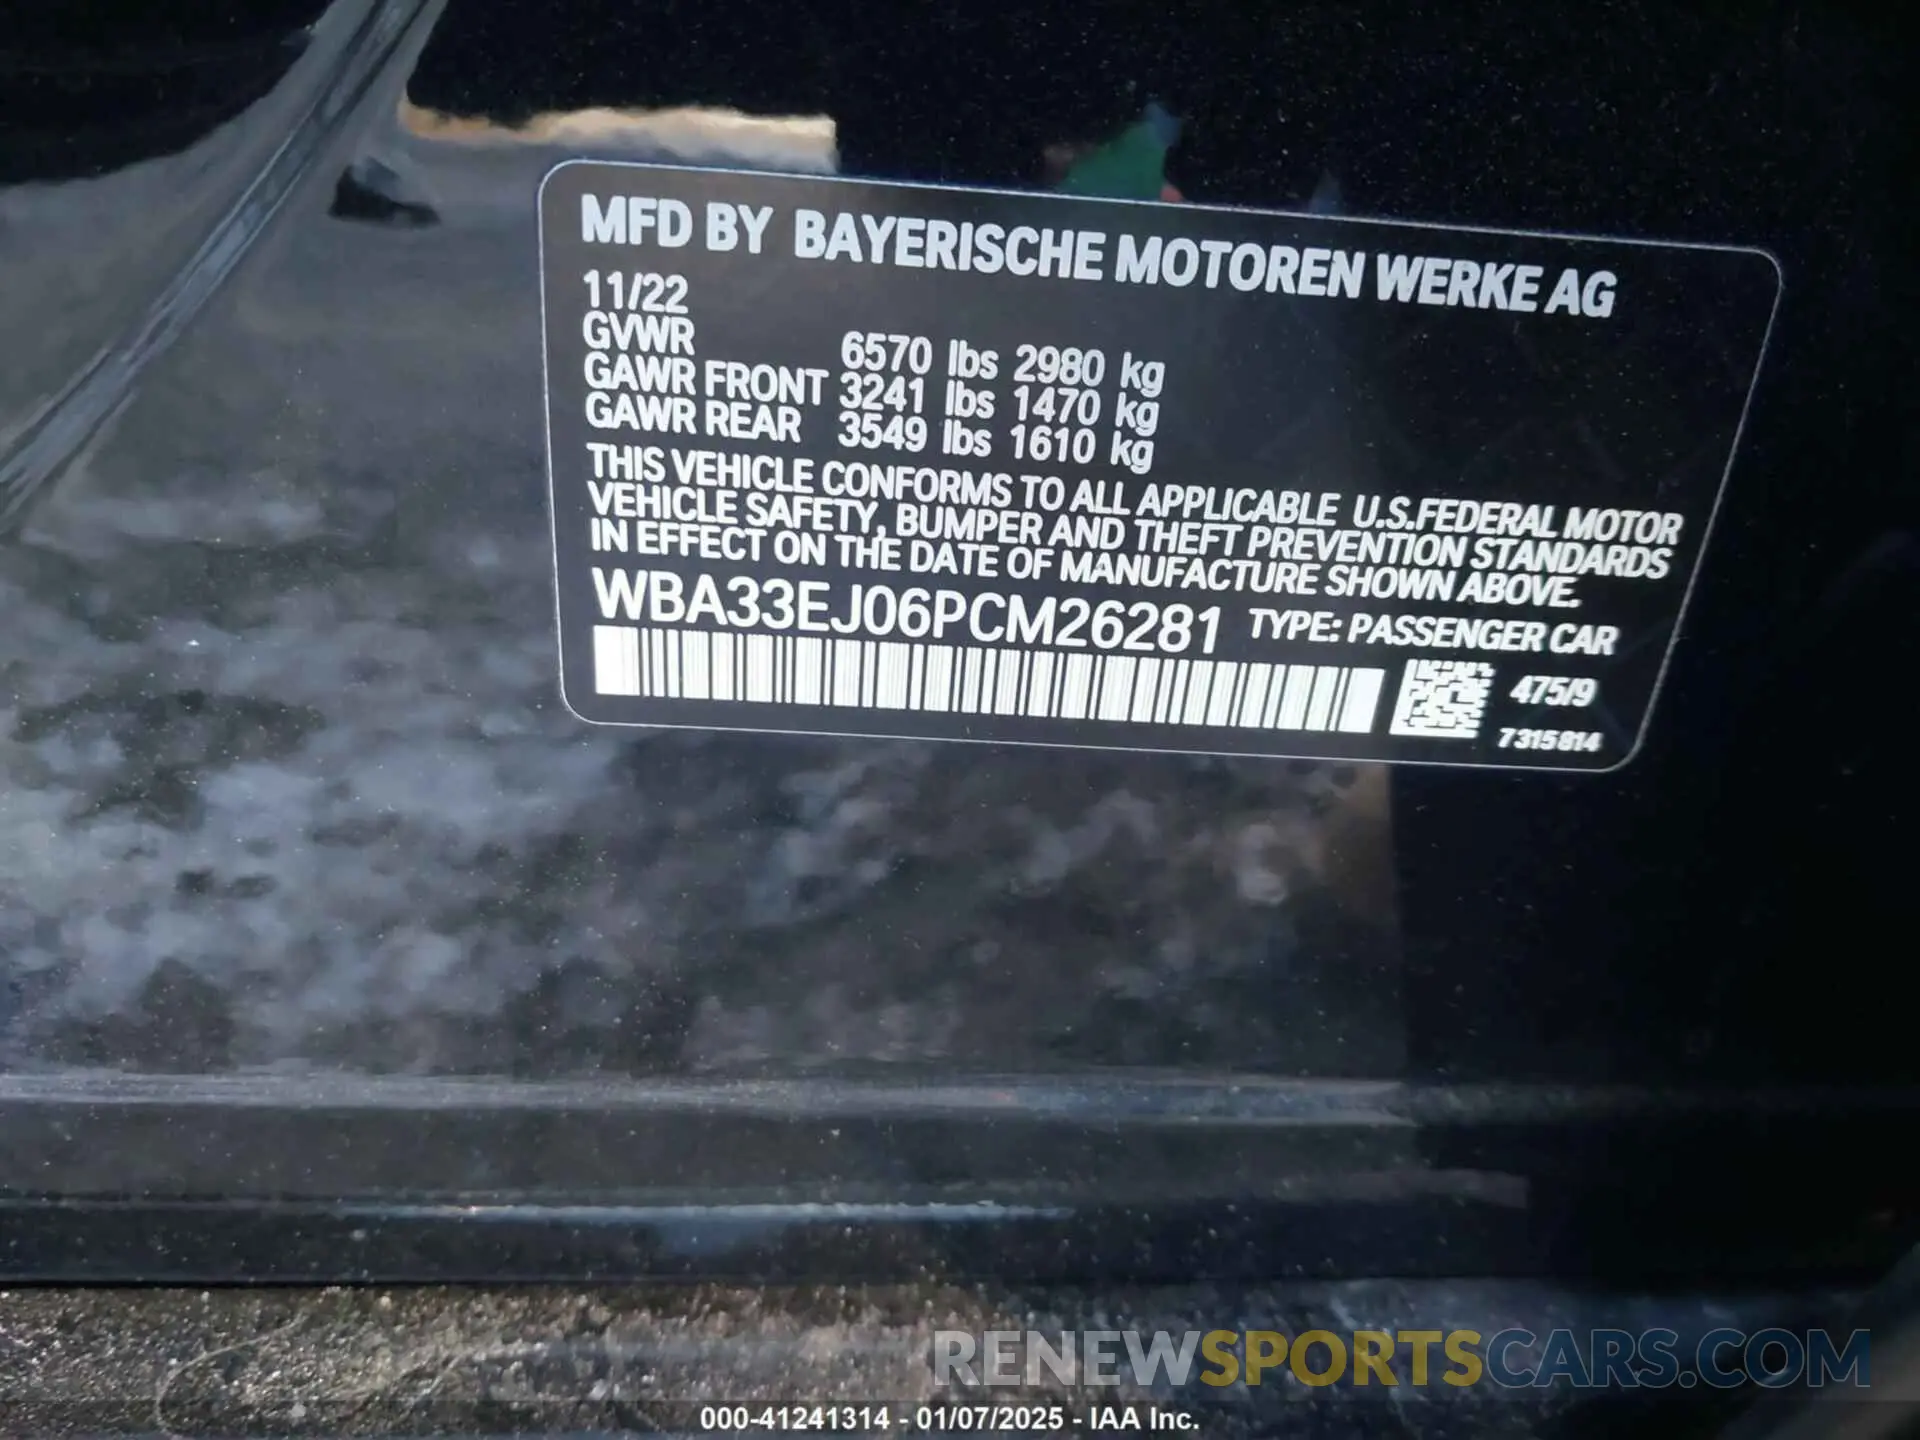 MFD BY BAYERISCHE MOTOREN WERKE AG
11/22
GVWR 6570 lbs 2980 kg
GAWR FRONT 3241 lbs 1470 kg
GAWR REAR 3549 lbs 1610 kg
THIS VEHICLE CONFORMS TO ALL APPLICABLE U.S.FEDERAL MOTOR
VEHICLE SAFETY, BUMPER AND THEFT PREVENTION STANDARDS
IN EFFECT ON THE DATE OF MANUFACTURE SHOWN ABOVE.
WBA33EJ06PCM26281 TYPE: PASSENGER CAR
475/9
7315814
RENEWSPORTSCARS.COM
000-41241314 - 01/07/2025 - IAA Inc.